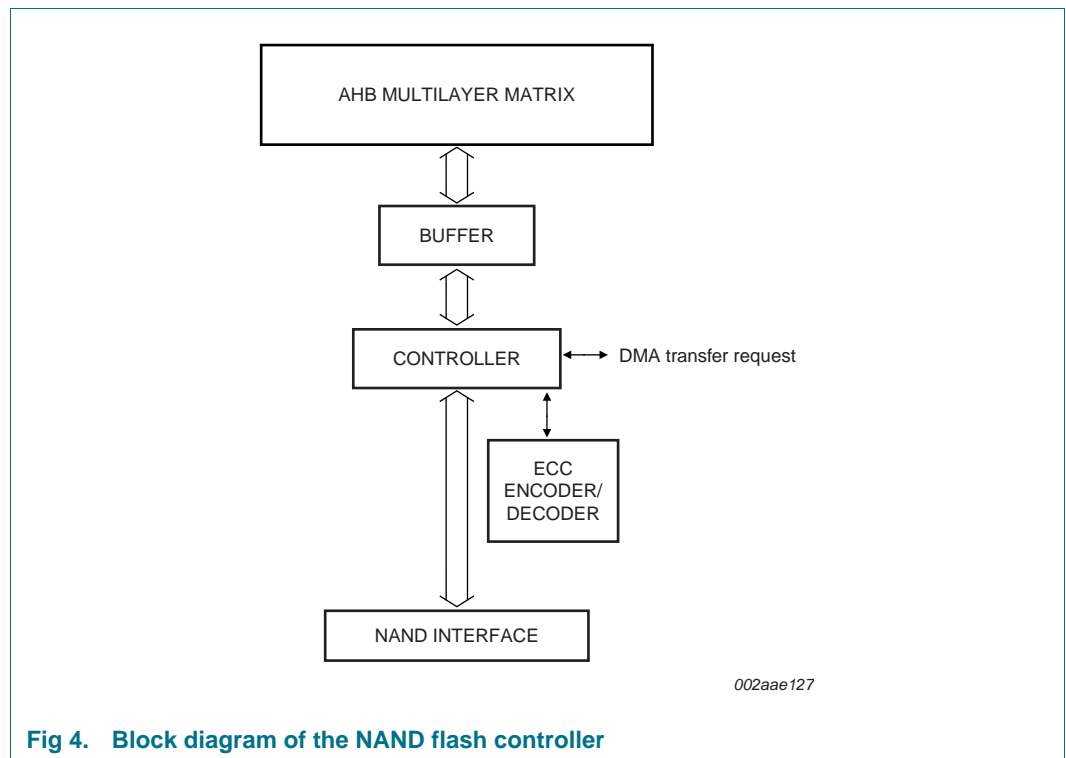 AHB MULTILAYER MATRIX
BUFFER
CONTROLLER
DMA transfer request
ECC
ENCODER/
DECODER
NAND INTERFACE
002aae127
Fig 4. Block diagram of the NAND flash controller